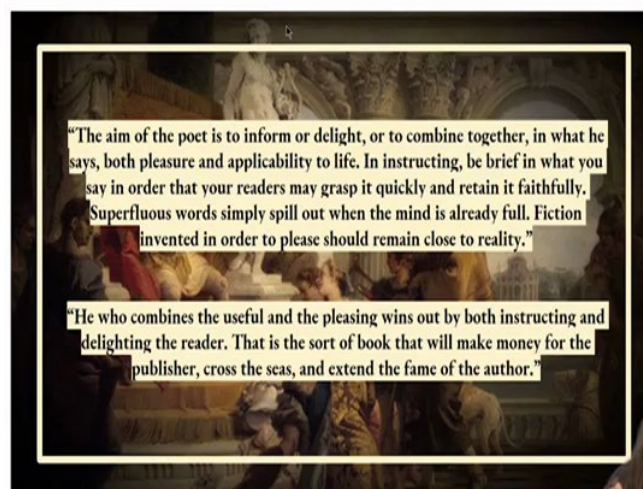 “The aim of the poet is to inform or delight, or to combine together, in what he
says, both pleasure and applicability to life. In instructing, be brief in what you
say in order that your readers may grasp it quickly and retain it faithfully.
Superfluous words simply spill out when the mind is already full. Fiction
invented in order to please should remain close to reality.”
“He who combines the useful and the pleasing wins out by both instructing and
delighting the reader. That is the sort of book that will make money for the
publisher, cross the seas, and extend the fame of the author.”